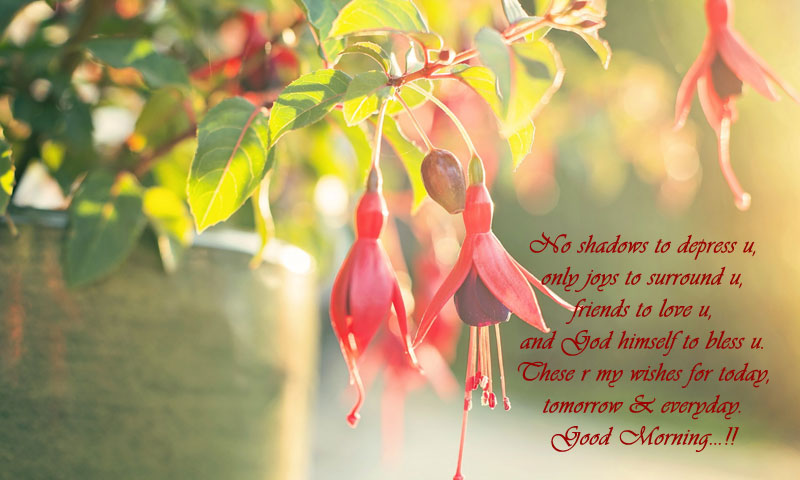 No shadows to depress u,
only joys to surround u,
friends to love u,
and God himself to bless u.
These r my wishes for today,
tomorrow & everyday.
Good Morning...!!